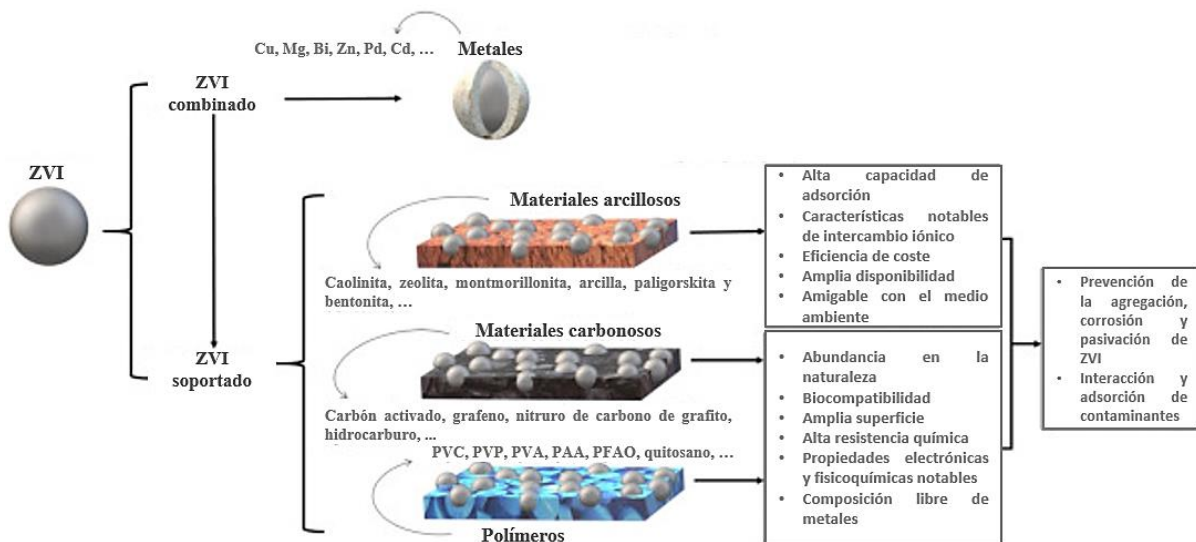 Cu, Mg, Bi, Zn, Pd, Cd, …
Metales
ZVI
combinado
ZVI
Materiales arcillosos
Caolinita, zeolita, montmorillonita, arcilla, paligorskita y
bentonita, …
Materiales carbonosos
ZVI
soportado
Carbón activado, grafeno, nitruro de carbono de grafito,
hidrocarburo, ...
PVC, PVP, PVA, PAA, PFAO, quitosano, …
Polímeros
• Alta capacidad de
adsorción
• Características notables
de intercambio iónico
• Eficiencia de coste
• Amplia disponibilidad
• Amigable con el medio
ambiente
• Abundancia en la
naturaleza
• Biocompatibilidad
• Amplia superficie
• Alta resistencia química
• Propiedades electrónicas
y fisicoquímicas notables
• Composición libre de
metales
• Prevención de
la agregación,
corrosión y
pasivación de
ZVI
• Interacción y
adsorción de
contaminantes